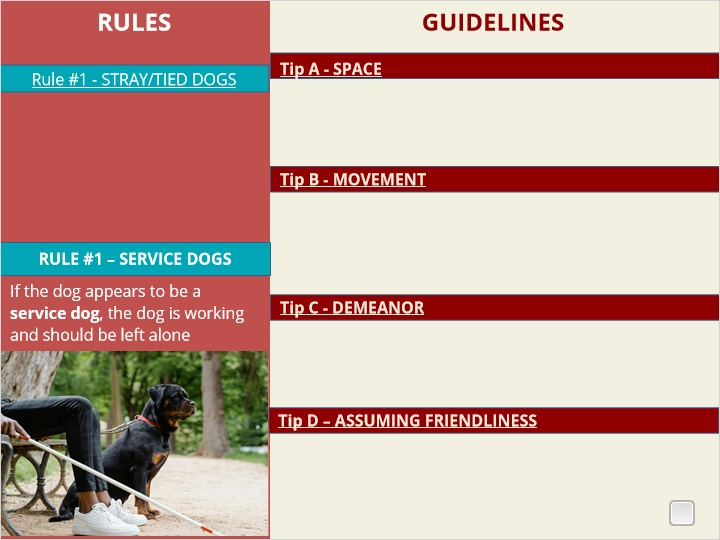 RULES
Rule #1 - STRAY/TIED DOGS
RULE #1 – SERVICE DOGS
If the dog appears to be a
service dog, the dog is working
and should be left alone
GUIDELINES
Tip A - SPACE
Tip B - MOVEMENT
Tip C - DEMEANOR
Tip D – ASSUMING FRIENDLINESS